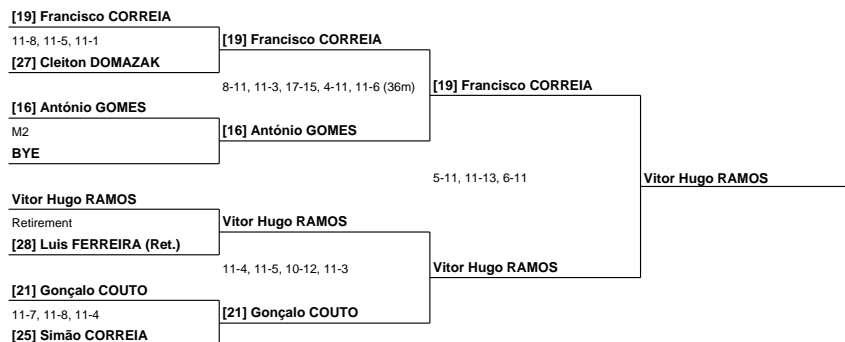 [19] Francisco CORREIA
11-8, 11-5, 11-1
[27] Cleiton DOMAZAK
[16] António GOMES
M2
BYE
Vitor Hugo RAMOS
Retirement
[28] Luis FERREIRA (Ret.)
[21] Gonçalo COUTO
11-7, 11-8, 11-4
[25] Simão CORREIA
[19] Francisco CORREIA
8-11, 11-3, 17-15, 4-11, 11-6 (36m)
[16] António GOMES
Vitor Hugo RAMOS
11-4, 11-5, 10-12, 11-3
[21] Gonçalo COUTO
[19] Francisco CORREIA
5-11, 11-13, 6-11
Vitor Hugo RAMOS
Vitor Hugo RAMOS